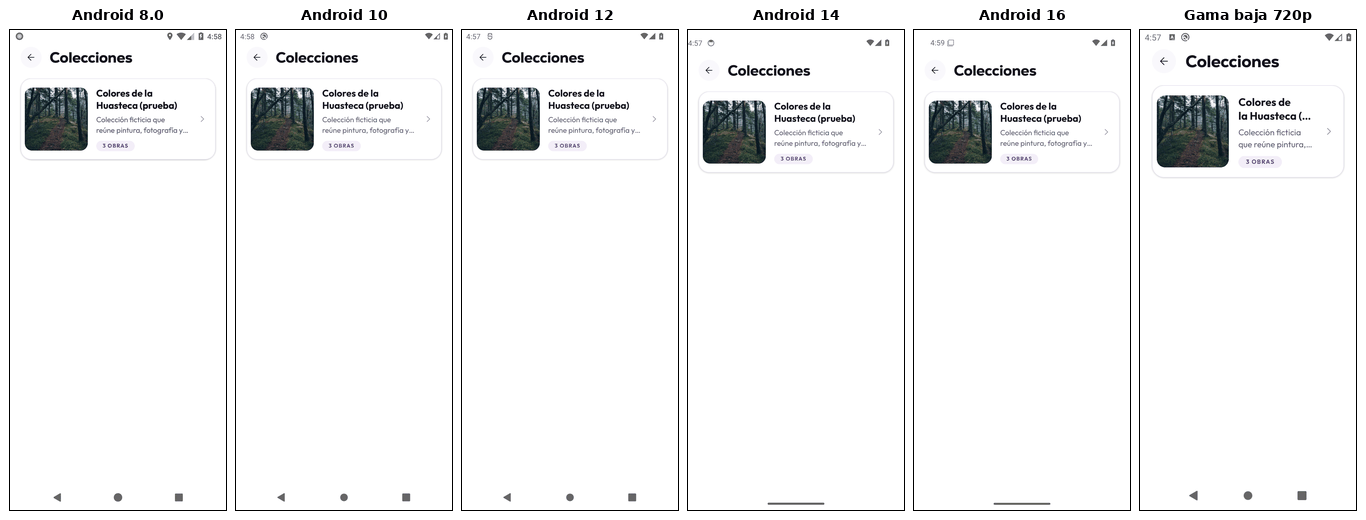 Android 8.0
4:58
Colecciones
Colores de la
Huasteca (prueba)
Colección ficticia que
reúne pintura, fotografía y...
3 OBRAS
Android 10
4:58
Colecciones
Colores de la
Huasteca (prueba)
Colección ficticia que
reúne pintura, fotografía y...
3 OBRAS
Android 12
4:57
Colecciones
Colores de la
Huasteca (prueba)
Colección ficticia que
reúne pintura, fotografía y...
3 OBRAS
Android 14
4:57
Colecciones
Colores de la
Huasteca (prueba)
Colección ficticia que
reúne pintura, fotografía y...
3 OBRAS
Android 16
4:59
Colecciones
Colores de la
Huasteca (prueba)
Colección ficticia que
reúne pintura, fotografía y...
3 OBRAS
Gama baja 720p
4:57
Colecciones
Colores de
la Huasteca (...
Colección ficticia
que reúne pintura,...
3 OBRAS